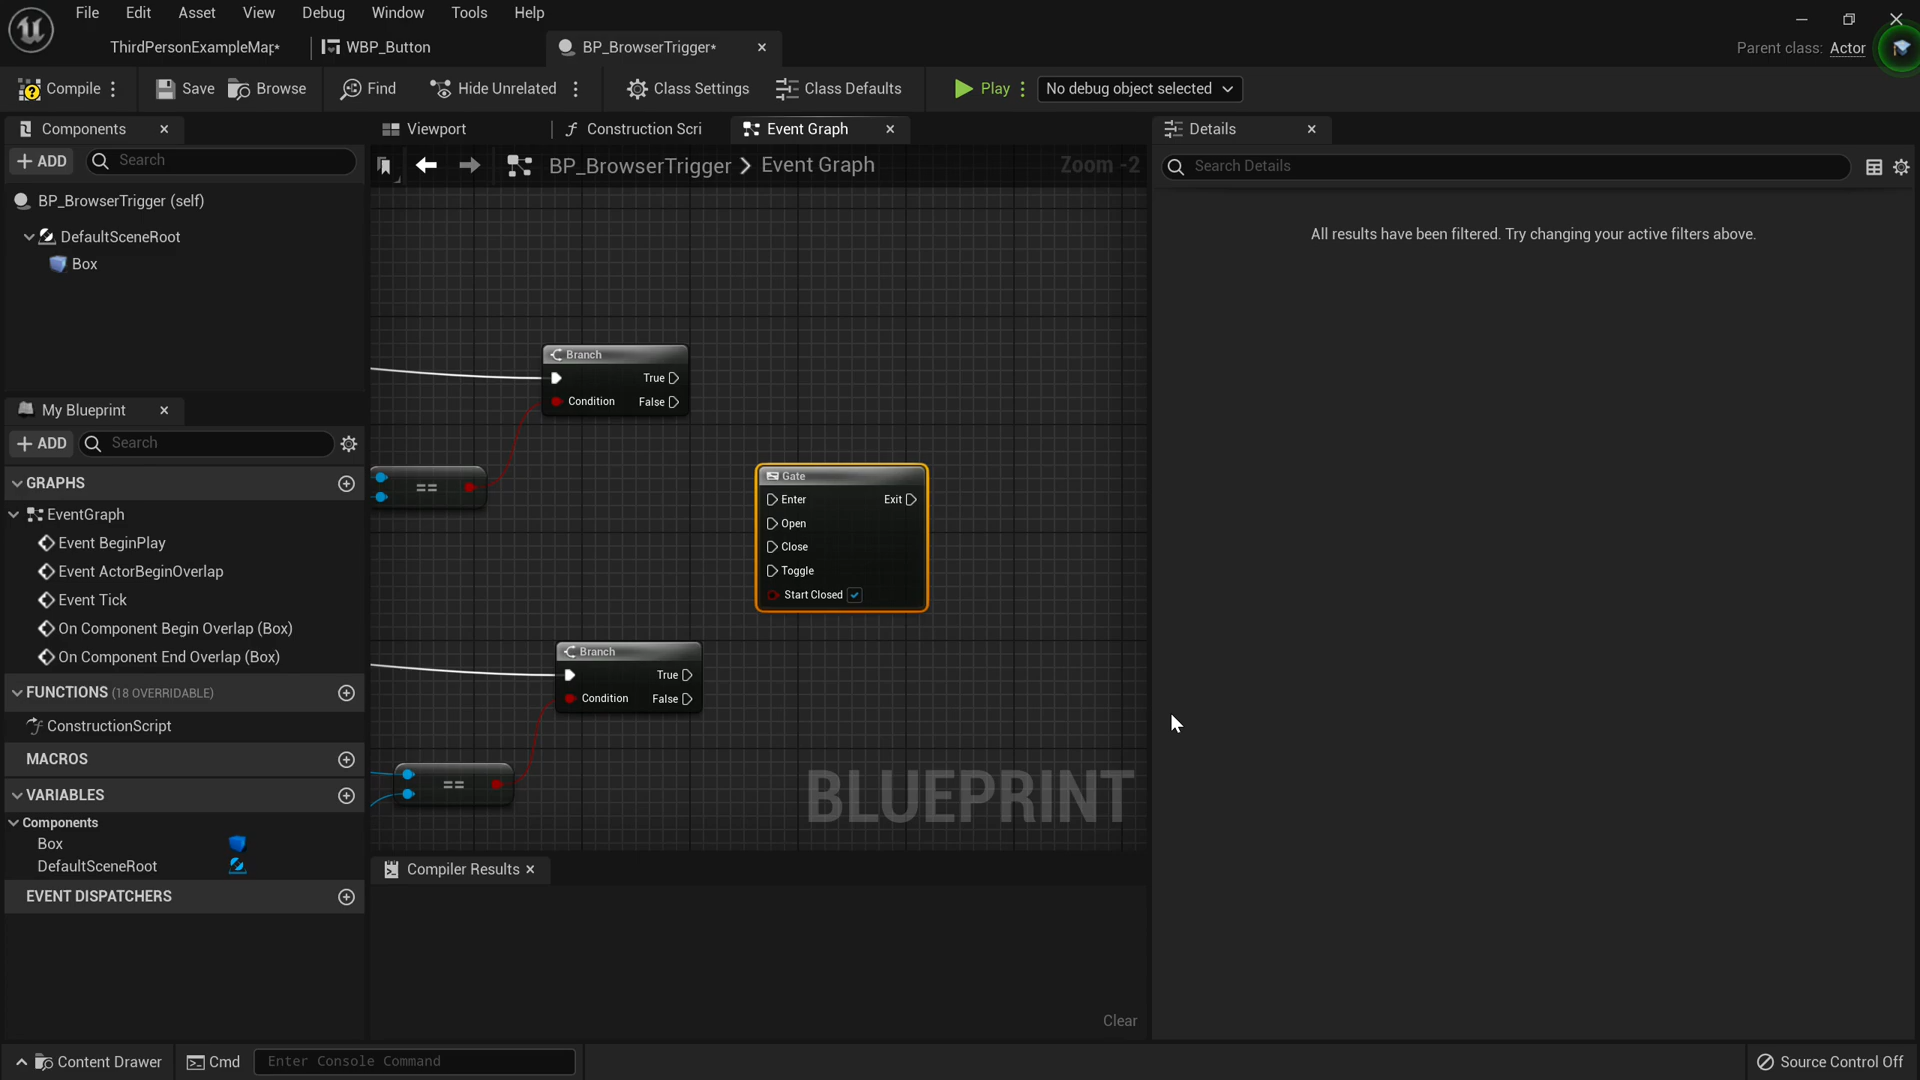 File Edit Asset View Debug Window Tools Help
ThirdPersonExampleMap*
WBP_Button
BP_BrowserTrigger*
Parent class: Actor
Compile
Save
Browse
Find
Hide Unrelated
Class Settings
Class Defaults
Play
No debug object selected
Components
Viewport
Construction Scri
Event Graph
Details
ADD
Search
BP_BrowserTrigger > Event Graph
Zoom -2
Search Details
BP_BrowserTrigger (self)
DefaultSceneRoot
Box
All results have been filtered. Try changing your active filters above.
Branch
True
Condition
False
==
Gate
Enter
Exit
Open
Close
Toggle
Start Closed
Branch
True
Condition
False
==
BLUEPRINT
My Blueprint
ADD
Search
GRAPHS
EventGraph
Event BeginPlay
Event ActorBeginOverlap
Event Tick
On Component Begin Overlap (Box)
On Component End Overlap (Box)
FUNCTIONS (18 OVERRIDABLE)
ConstructionScript
MACROS
VARIABLES
Components
Box
DefaultSceneRoot
EVENT DISPATCHERS
Compiler Results
Clear
Content Drawer
Cmd
Enter Console Command
Source Control Off